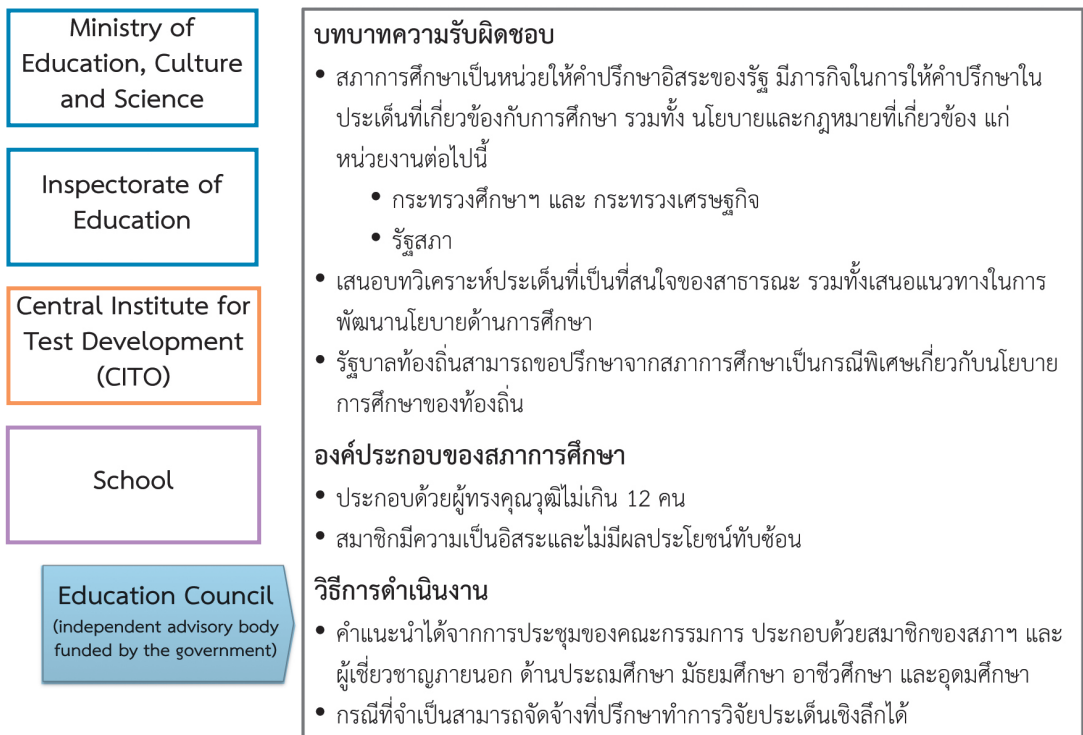 Ministry of
Education, Culture
and Science
Inspectorate of
Education
Central Institute for
Test Development
(CITO)
School
Education Council
(independent advisory body
funded by the government)
บทบาทความรับผิดชอบ
• สภาการศึกษาเป็นหน่วยให้คำปรึกษาอิสระของรัฐ มีภารกิจในการให้คำปรึกษาใน
ประเด็นที่เกี่ยวข้องกับการศึกษา รวมทั้ง นโยบายและกฎหมายที่เกี่ยวข้อง แก่
หน่วยงานต่อไปนี้
• กระทรวงศึกษาฯ และ กระทรวงเศรษฐกิจ
• รัฐสภา
• เสนอบทวิเคราะห์ประเด็นที่เป็นที่สนใจของสาธารณะ รวมทั้งเสนอแนวทางในการ
พัฒนานโยบายด้านการศึกษา
• รัฐบาลท้องถิ่นสามารถขอปรึกษาจากสภาการศึกษาเป็นกรณีพิเศษเกี่ยวกับนโยบาย
การศึกษาของท้องถิ่น
องค์ประกอบของสภาการศึกษา
• ประกอบด้วยผู้ทรงคุณวุฒิไม่เกิน 12 คน
• สมาชิกมีความเป็นอิสระและไม่มีผลประโยชน์ทับซ้อน
วิธีการดำเนินงาน
• คำแนะนำได้จากการประชุมของคณะกรรมการ ประกอบด้วยสมาชิกของสภาฯ และ
ผู้เชี่ยวชาญภายนอก ด้านประถมศึกษา มัธยมศึกษา อาชีวศึกษา และอุดมศึกษา
• กรณีที่จำเป็นสามารถจัดจ้างที่ปรึกษาทำการวิจัยประเด็นเชิงลึกได้